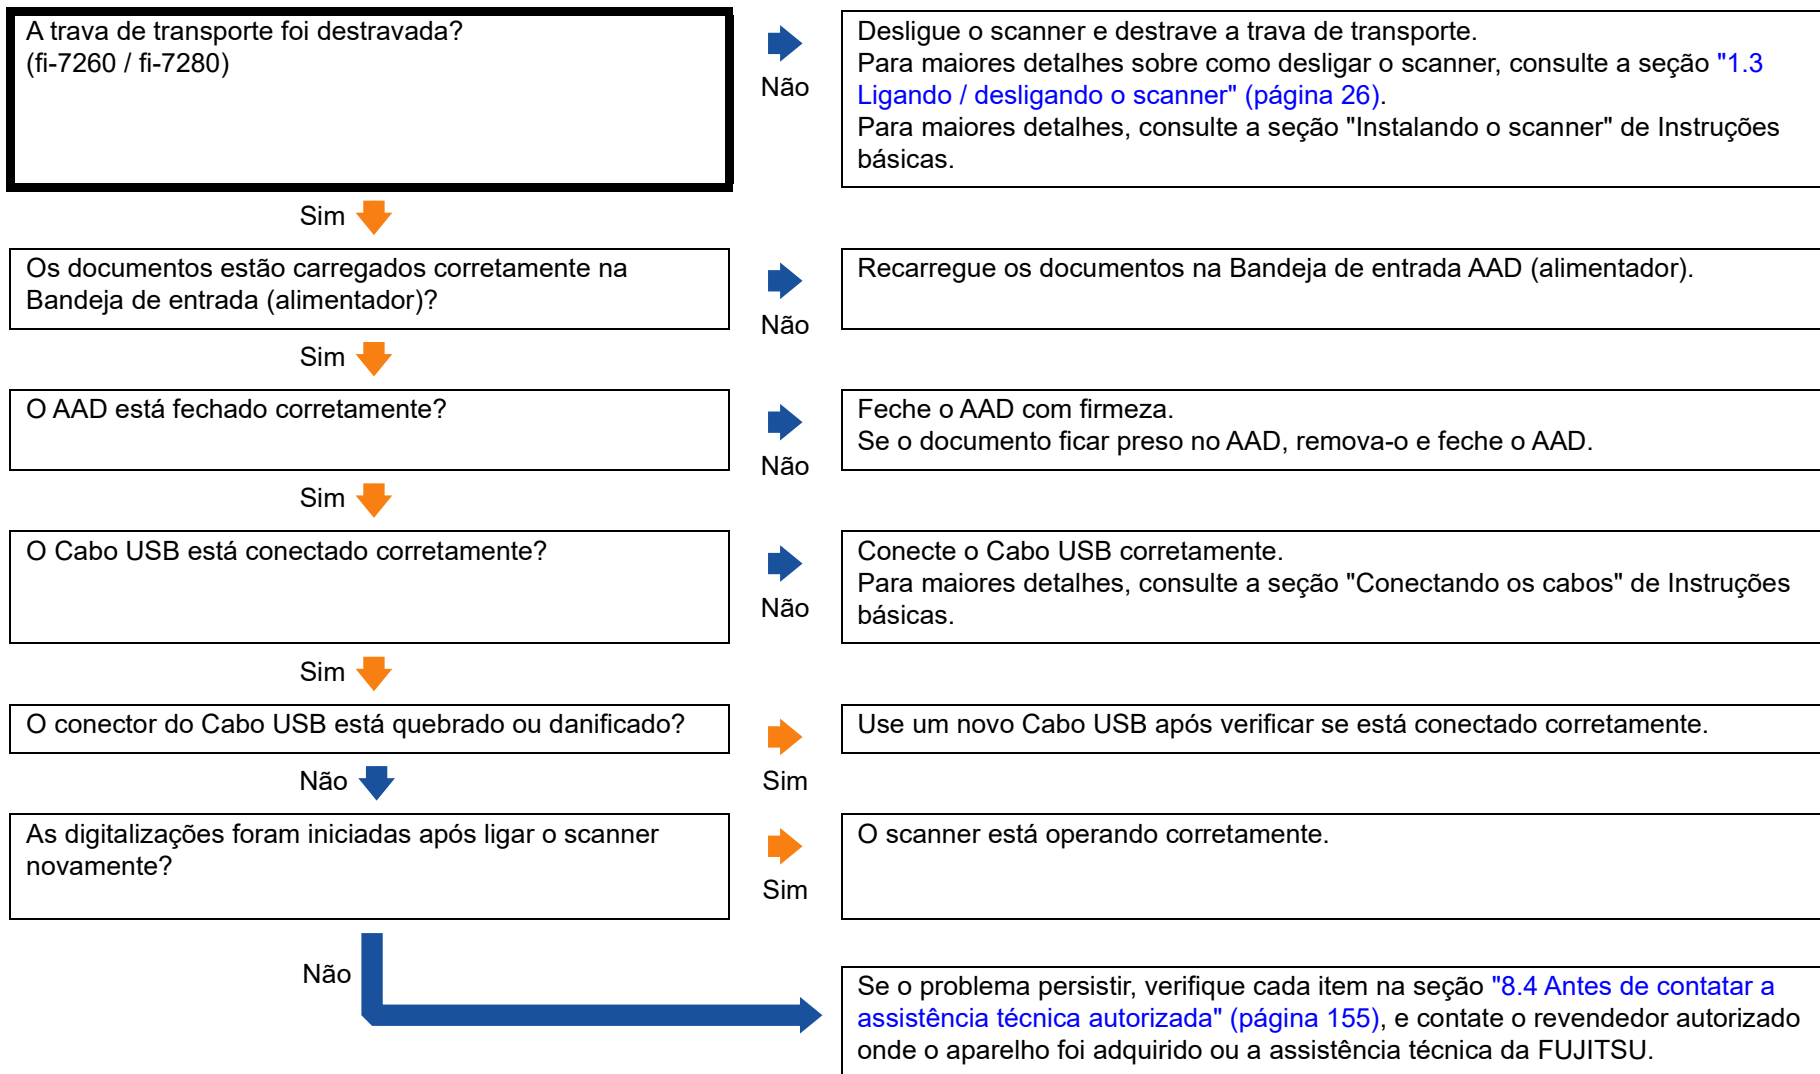 A trava de transporte foi destravada?
(fi-7260 / fi-7280)
Não
Desligue o scanner e destrave a trava de transporte.
Para maiores detalhes sobre como desligar o scanner, consulte a seção "1.3
Ligando / desligando o scanner" (página 26).
Para maiores detalhes, consulte a seção "Instalando o scanner" de Instruções
básicas.
Sim
Os documentos estão carregados corretamente na
Bandeja de entrada (alimentador)?
Não
Recarregue os documentos na Bandeja de entrada AAD (alimentador).
Sim
O AAD está fechado corretamente?
Não
Feche o AAD com firmeza.
Se o documento ficar preso no AAD, remova-o e feche o AAD.
Sim
O Cabo USB está conectado corretamente?
Não
Conecte o Cabo USB corretamente.
Para maiores detalhes, consulte a seção "Conectando os cabos" de Instruções
básicas.
Sim
O conector do Cabo USB está quebrado ou danificado?
Sim
Use um novo Cabo USB após verificar se está conectado corretamente.
Não
As digitalizações foram iniciadas após ligar o scanner
novamente?
Sim
O scanner está operando corretamente.
Não
Se o problema persistir, verifique cada item na seção "8.4 Antes de contatar a
assistência técnica autorizada" (página 155), e contate o revendedor autorizado
onde o aparelho foi adquirido ou a assistência técnica da FUJITSU.